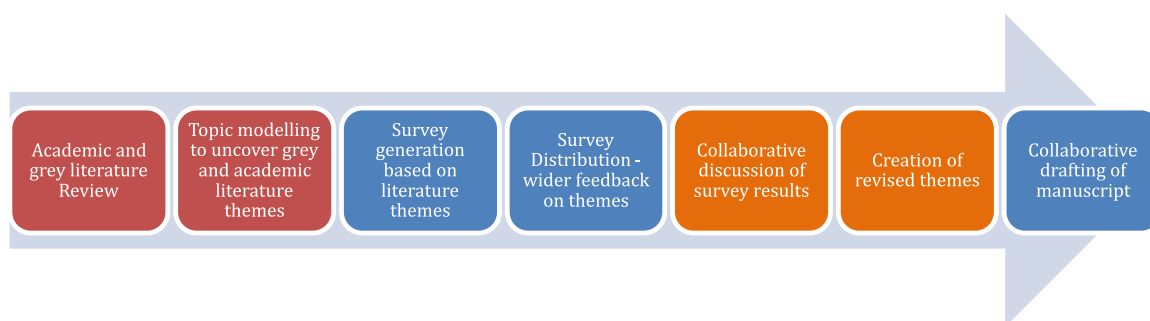 Academic and
grey literature
Review
Topic modelling
to uncover grey
and academic
literature
themes
Survey
generation
based on
literature
themes
Survey
Distribution -
wider feedback
on themes
Collaborative
discussion of
survey results
Creation of
revised themes
Collaborative
drafting of
manuscript